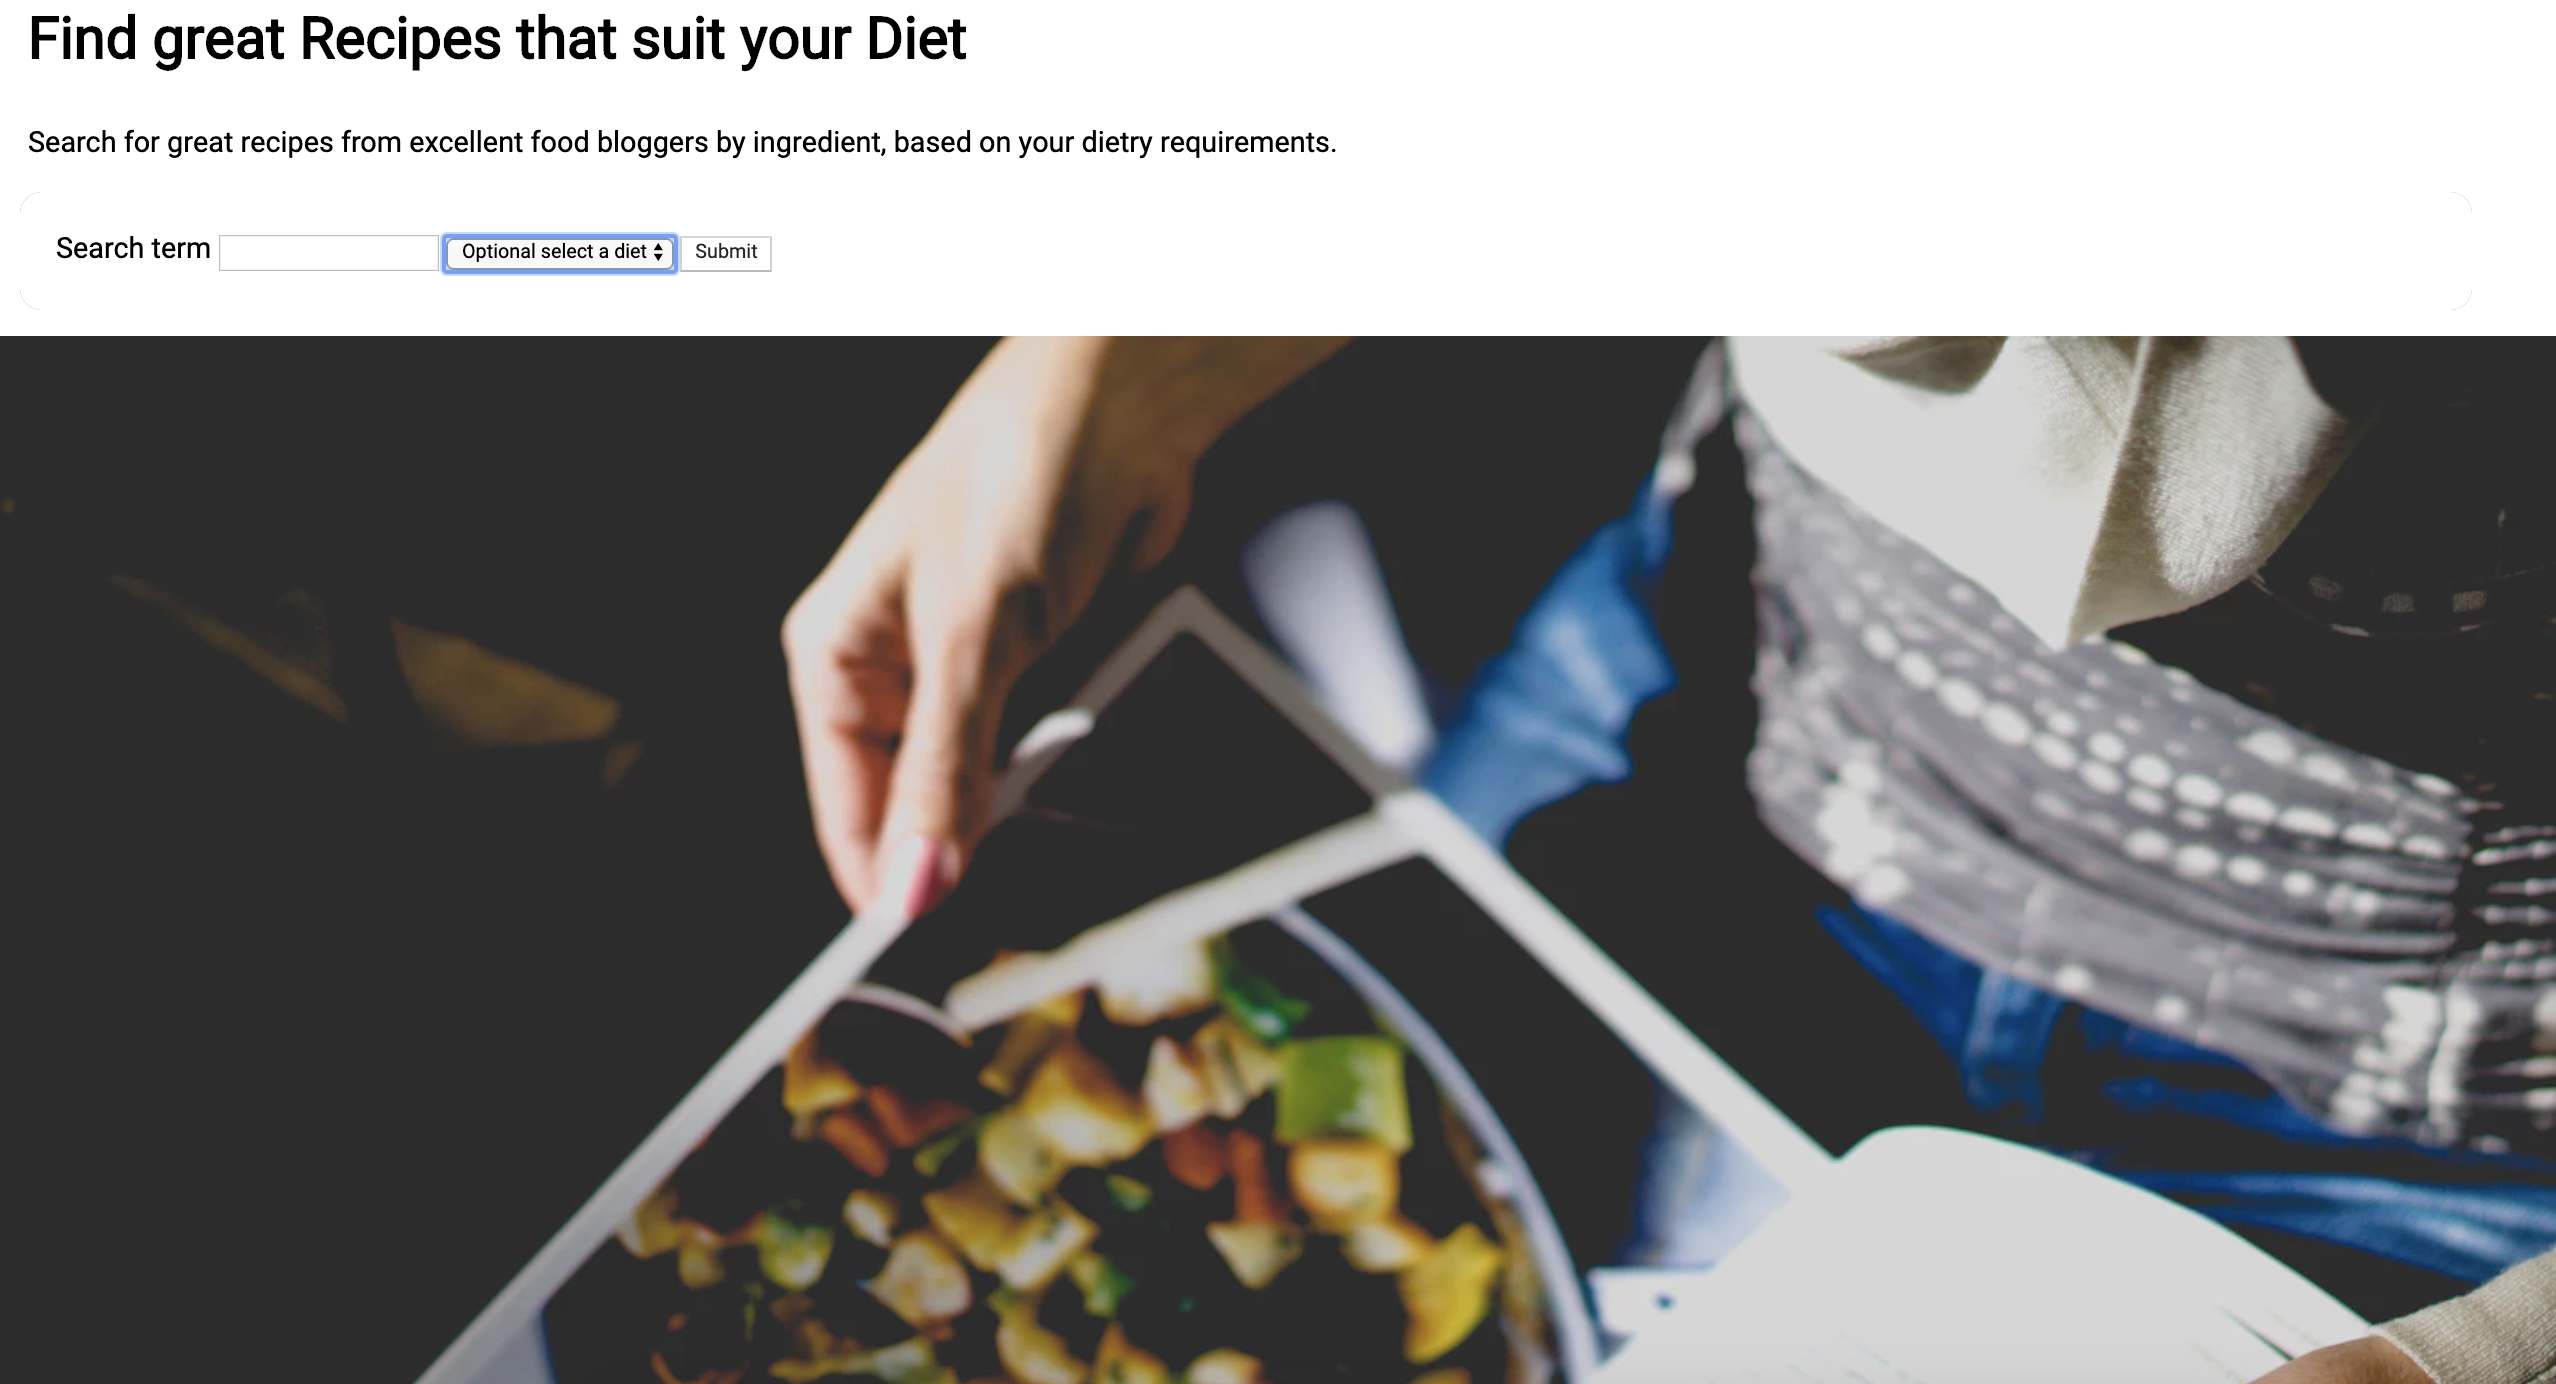 Find great Recipes that suit your Diet
Search for great recipes from excellent food bloggers by ingredient, based on your dietry requirements.
Search term Optional select a diet Submit